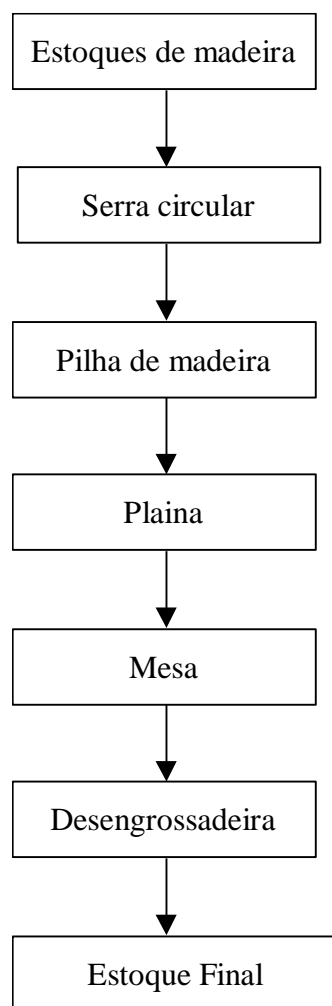 Estoques de madeira
Serra circular
Pilha de madeira
Plaina
Mesa
Desengrossadeira
Estoque Final